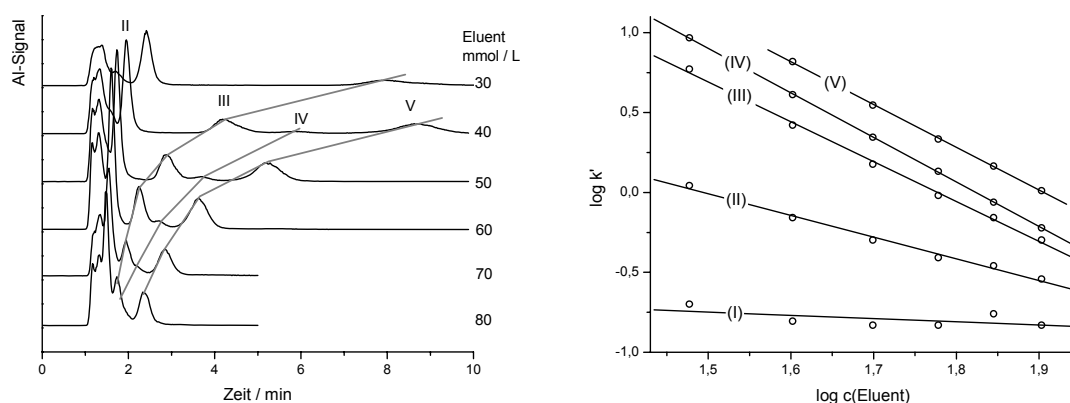 Al-Signal
II
III
IV
V
Eluent
mmol / L
30
40
50
60
70
80
0
2
4
6
8
10
Zeit / min
log k'
1,0
0,5
0,0
-0,5
-1,0
(IV)
(V)
(III)
(II)
(I)
1,5
1,6
1,7
1,8
1,9
log c(Eluent)